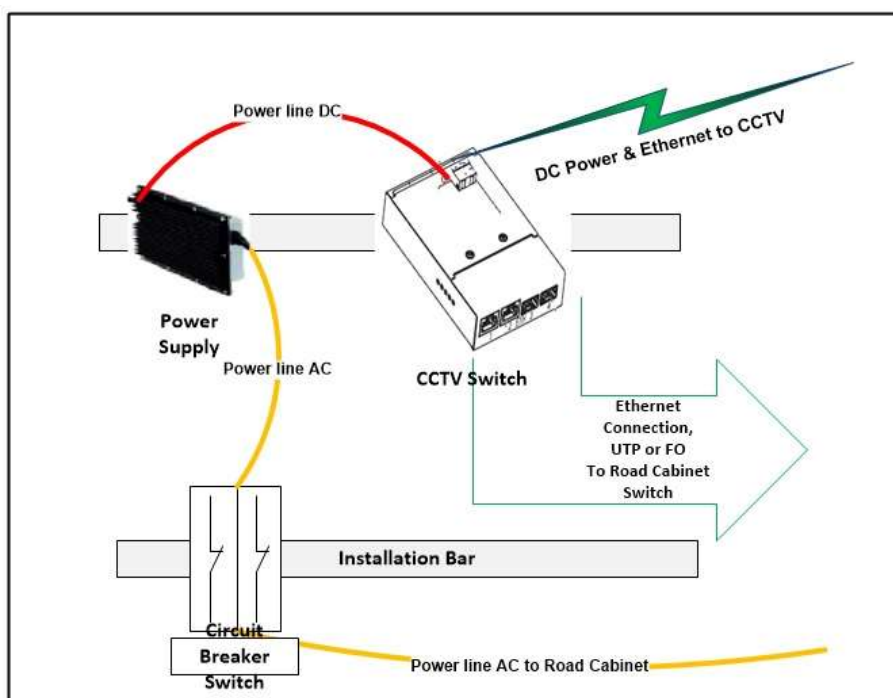 Power line DC
DC Power & Ethernet to CCTV
Power
Supply
Power line AC
CCTV Switch
Ethernet
Connection,
UTP or FO
To Road Cabinet
Switch
Installation Bar
Circuit
Breaker
Switch
Power line AC to Road Cabinet